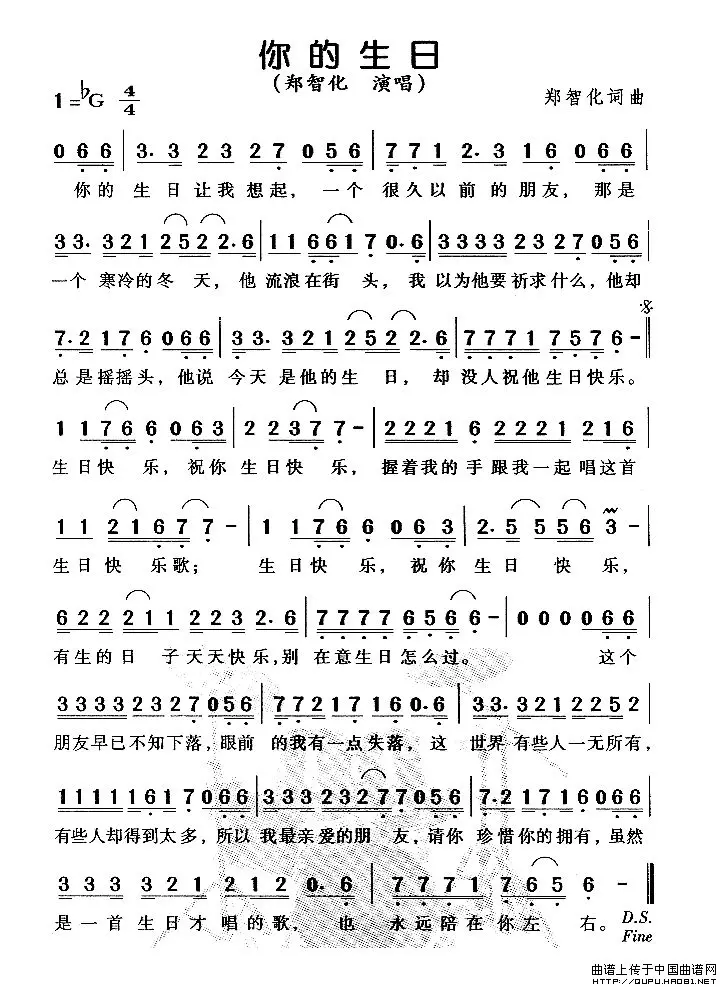 你的生日
(郑智化 演唱)
1=♭G 4/4 郑智化词曲
0 6 6 | 3. 3 2 3 2 7 0 5 6 | 7 7 1 2. 3 1 6 0 6 6 |
你的 生 日让我 想起, 一个 很久以 前的朋友, 那是
3 3. 3 2 1 2 5 2 2. 6 | 1 1 6 6 1 7 0. 6 | 3 3 3 3 2 3 2 7 0 5 6 |
一个 寒冷的冬 天, 他 流浪在街 头, 我 以为他要祈求什么, 他却
7. 2 1 7 6 0 6 6 | 3 3. 3 2 1 2 5 2 2. 6 | 7 7 7 1 7 5 7 6 - ||
总是摇摇头, 他说 今天 是他的生 日, 却 没人祝他生日快乐。
1 1 7 6 6 0 6 3 | 2 2 3 7 7 - | 2 2 2 1 6 2 2 2 1 2 1 6 |
生日快 乐, 祝你 生日快 乐, 握着我的手跟我一起 唱这首
1 1 2 1 6 7 7 - | 1 1 7 6 6 0 6 3 | 2. 5 5 5 6 3 - |
生日快 乐歌; 生日快 乐, 祝你 生日 快 乐,
6 2 2 2 1 1 2 2 3 2. 6 | 7 7 7 7 6 5 6 6 - | 0 0 0 0 6 6 |
有生的日 子天天快乐, 别 在意生日怎么过。 这个
3 3 3 3 2 3 2 7 0 5 6 | 7 7 2 1 7 1 6 0. 6 | 3 3. 3 2 1 2 2 5 2 |
朋友早已不知下落, 眼前 的我有一点失落, 这 世界 有些人一无所有,
1 1 1 1 1 6 1 7 0 6 6 | 3 3 3 2 3 2 7 7 0 5 6 | 7. 2 1 7 1 6 0 6 6 |
有些人却得到太多, 所以 我最亲爱的朋 友, 请你 珍惜你的拥有, 虽然
3 3 3 3 2 1 2 1 2 0. 6 | 7 7 7 1 7 6 5 6 - ||
是一首生日才唱的歌, 也 永远陪在你左 右。 D.S.
Fine
曲谱上传于中国曲谱网
HTTP://QUPU.HAO81.NET